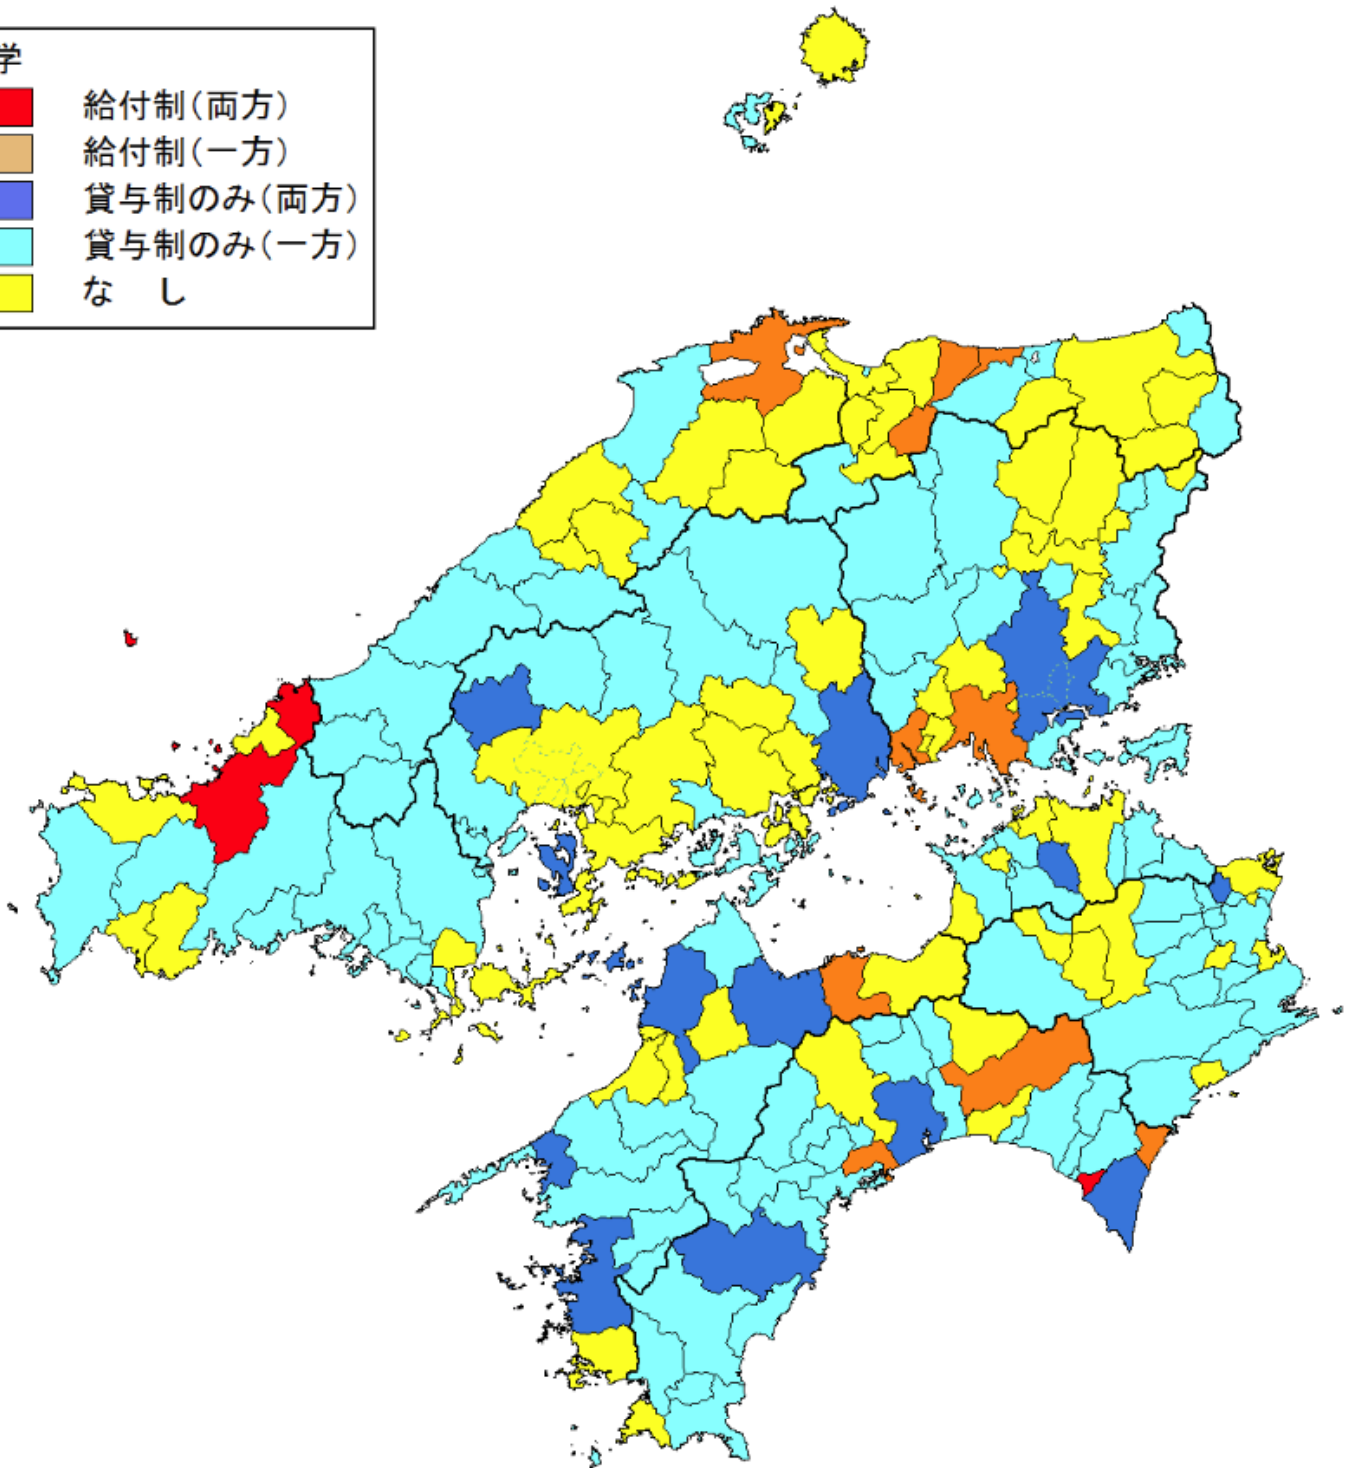 学
給付制(両方)
給付制(一方)
貸与制のみ(両方)
貸与制のみ(一方)
な し